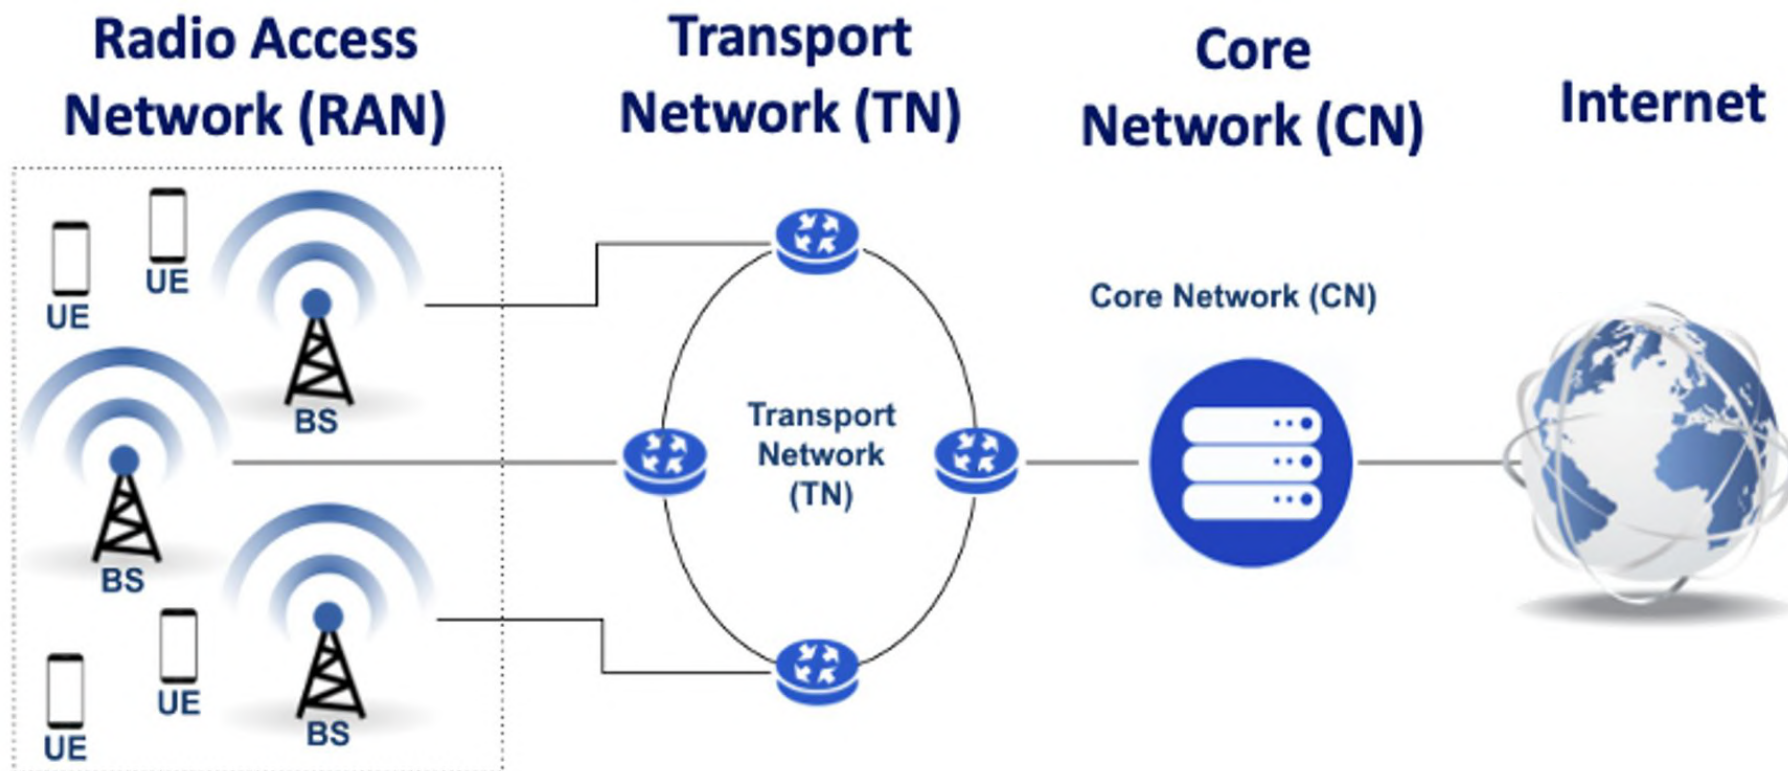 Radio Access
Network (RAN)
Transport
Network (TN)
Core
Network (CN)
Internet
UE
UE
BS
BS
UE
UE
BS
Transport
Network
(TN)
Core Network (CN)